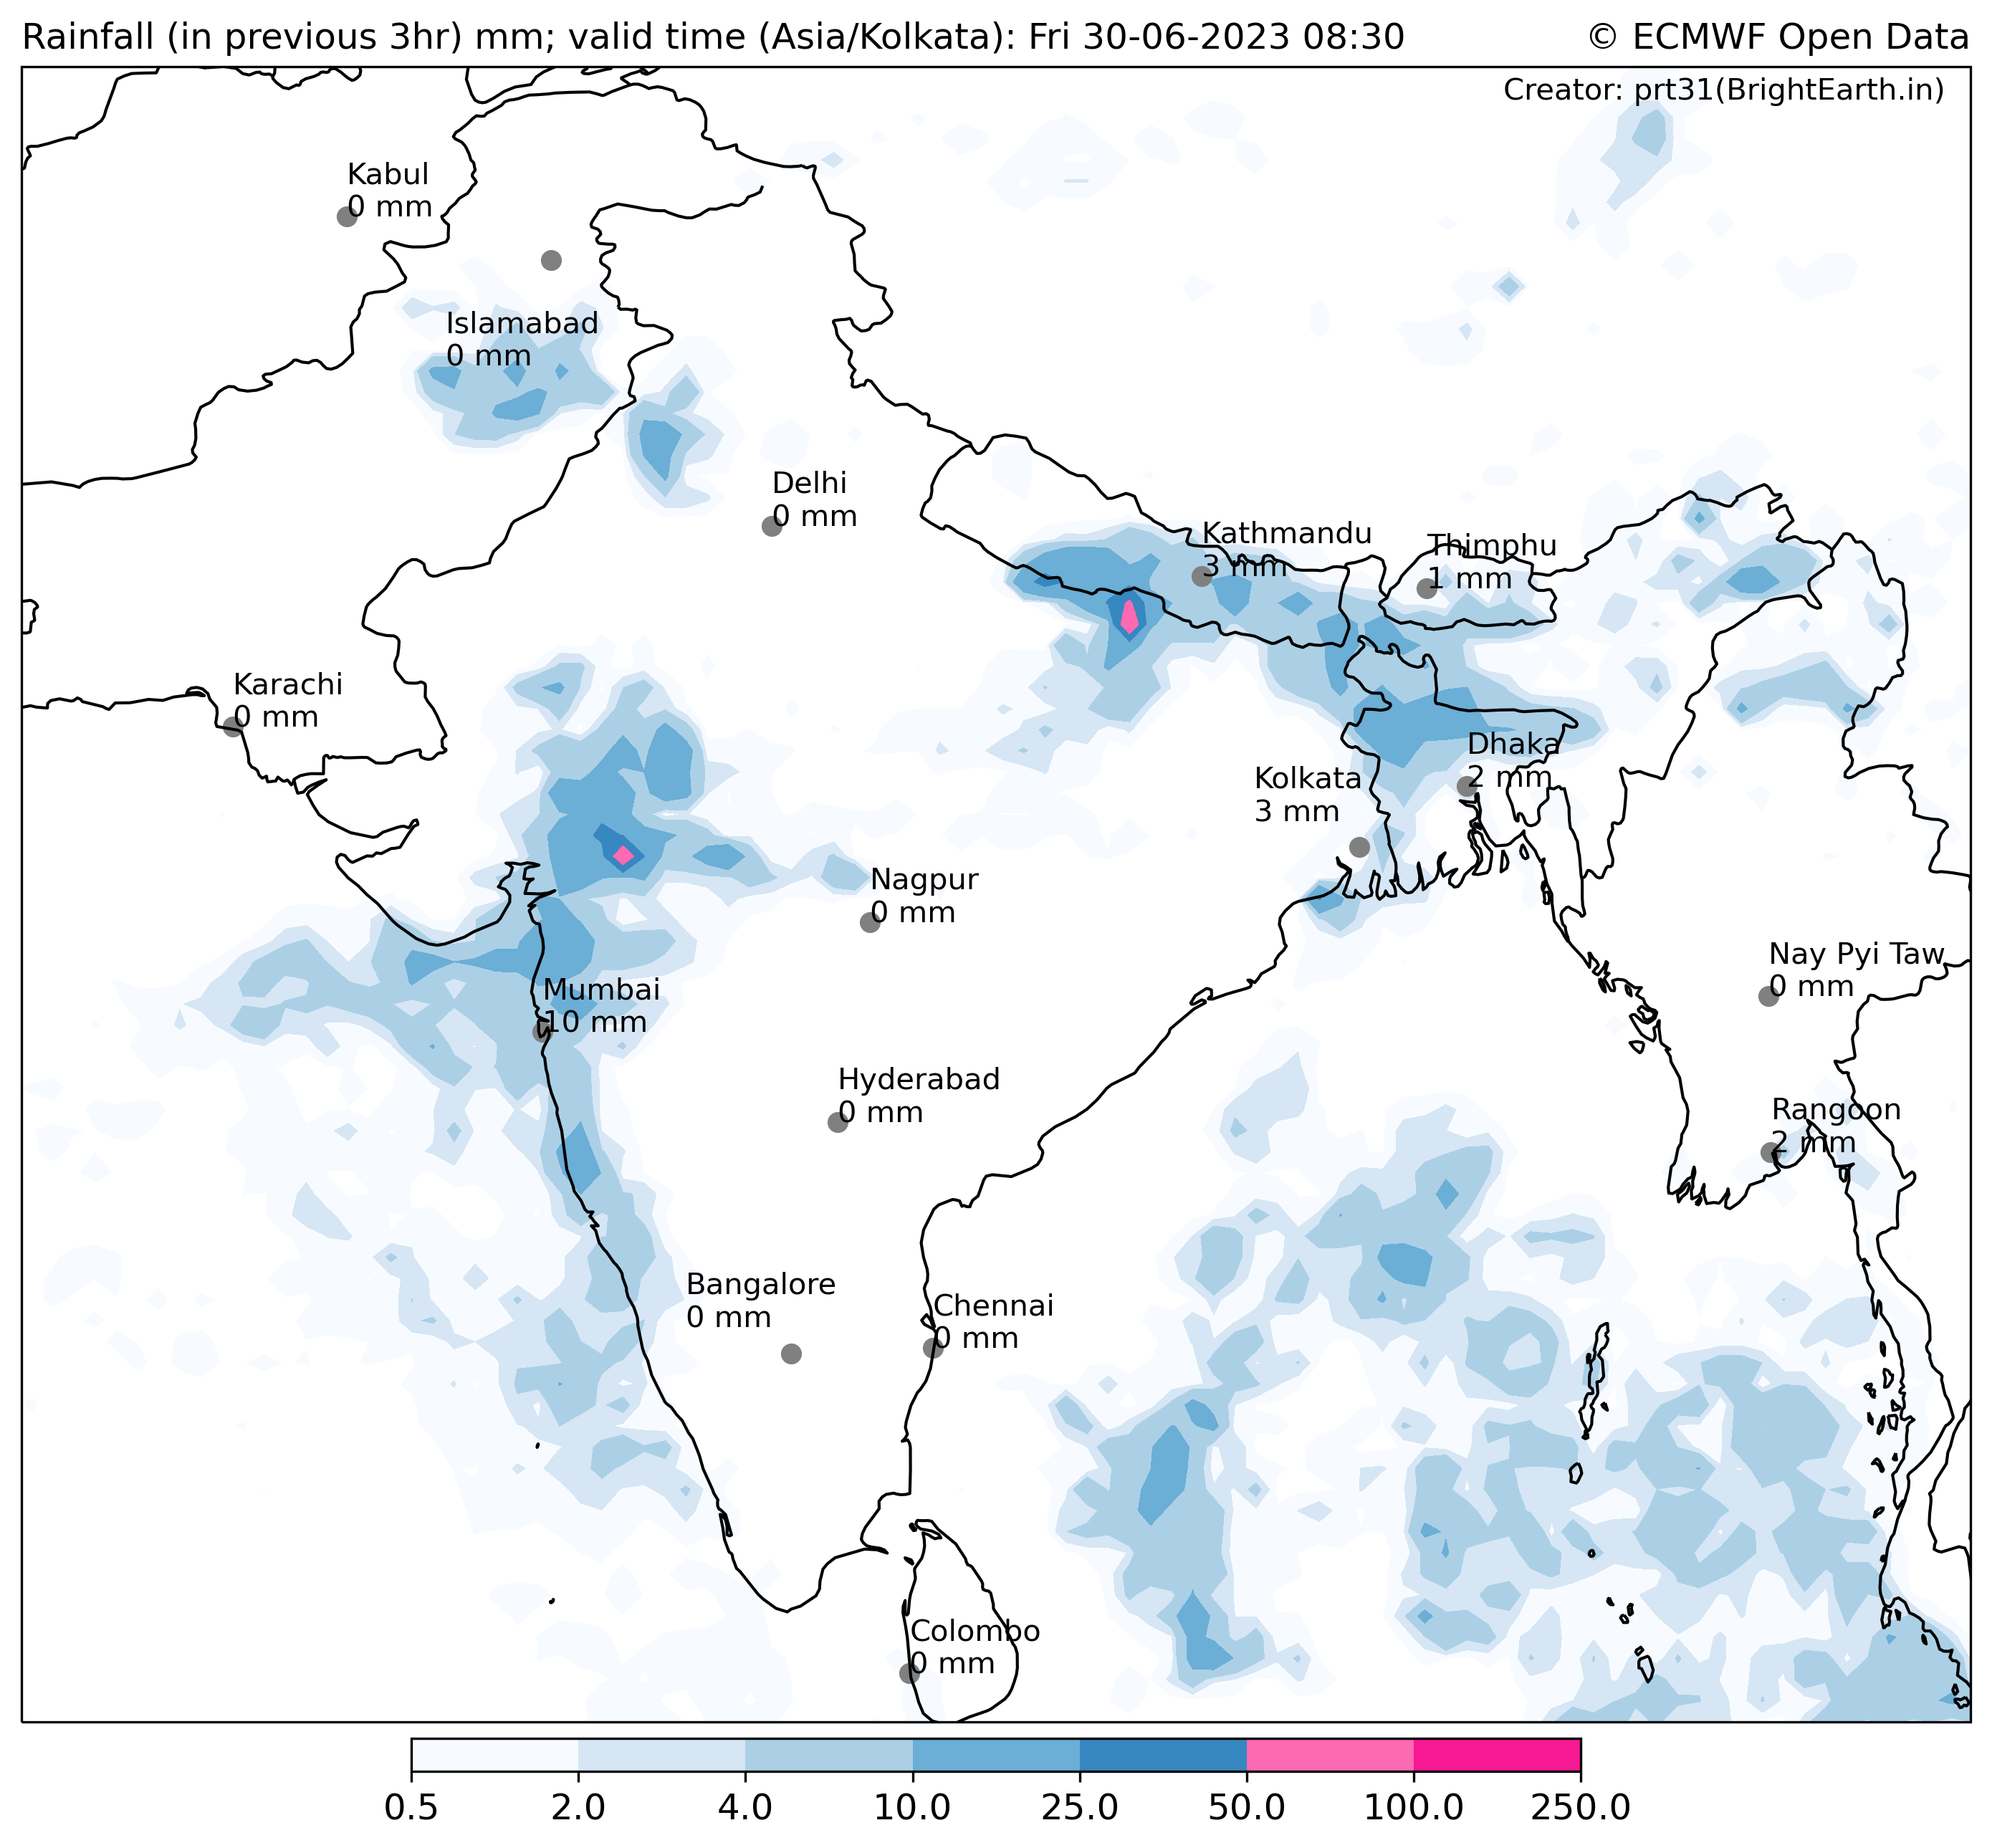 Rainfall (in previous 3hr) mm; valid time (Asia/Kolkata): Fri 30-06-2023 08:30
© ECMWF Open Data
Creator: prt31(BrightEarth.in)
Kabul
0 mm
Islamabad
0 mm
Delhi
0 mm
Kathmandu
3 mm
Thimphu
1 mm
Karachi
0 mm
Dhaka
2 mm
Kolkata
3 mm
Nagpur
0 mm
Nay Pyi Taw
0 mm
Mumbai
10 mm
Hyderabad
0 mm
Rangoon
2 mm
Bangalore
0 mm
Chennai
0 mm
Colombo
0 mm
0.5 2.0 4.0 10.0 25.0 50.0 100.0 250.0